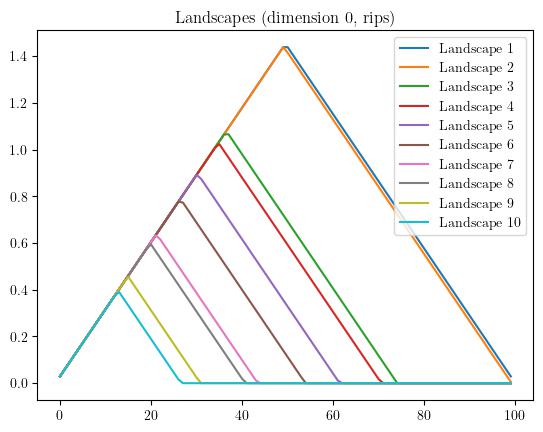 Landscapes (dimension 0, rips)
1.4
1.2
1.0
0.8
0.6
0.4
0.2
0.0
Landscape 1
Landscape 2
Landscape 3
Landscape 4
Landscape 5
Landscape 6
Landscape 7
Landscape 8
Landscape 9
Landscape 10
0 20 40 60 80 100